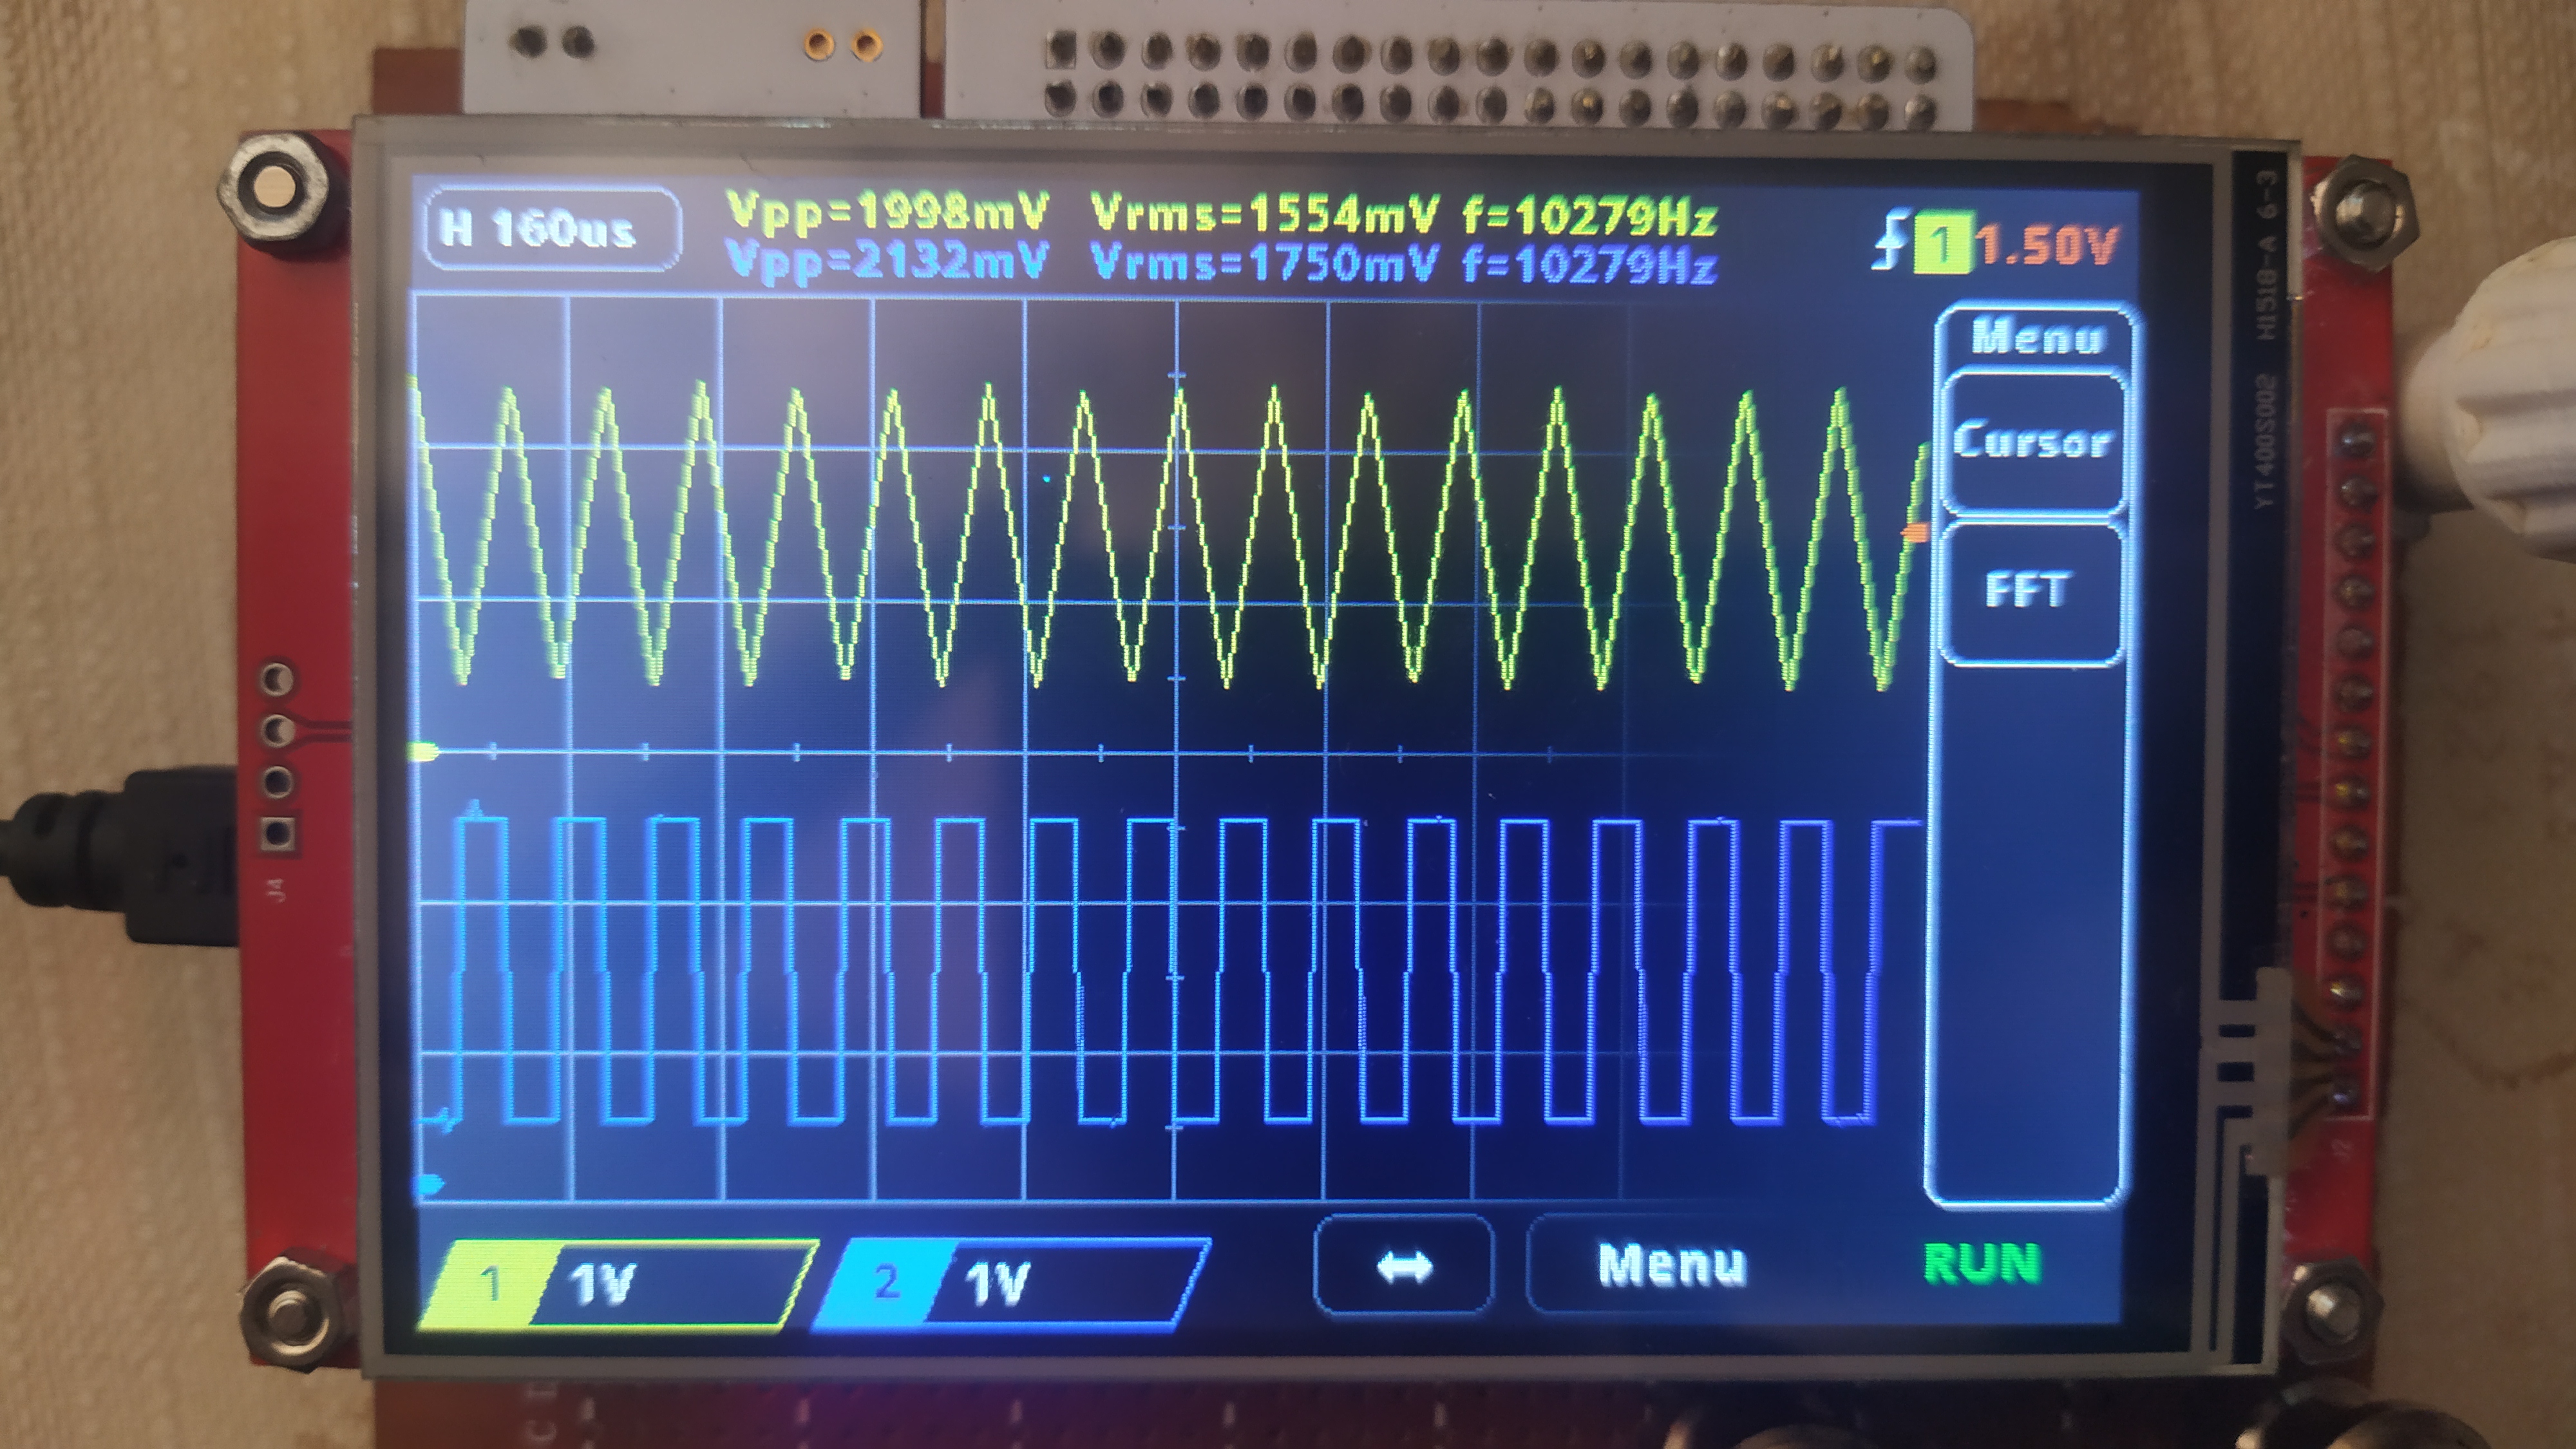 H 160us
Vpp=1998mV Vrms=1554mV f=10279Hz
Vpp=2132mV Vrms=1750mV f=10279Hz
1 1.50V
Menu
Cursor
FFT
1 1V
2 1V
Menu
RUN
J4
YT400S002 H1518-A 6-3
J2